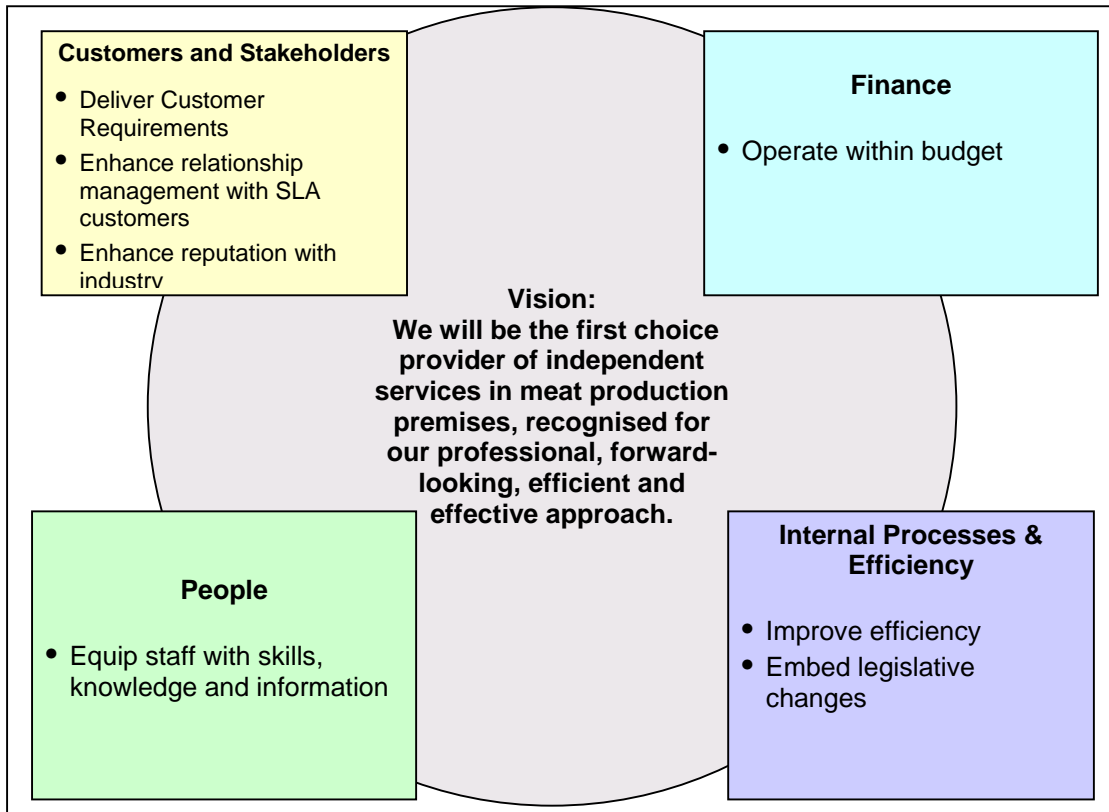 Customers and Stakeholders
• Deliver Customer
Requirements
• Enhance relationship
management with SLA
customers
• Enhance reputation with
industry
Finance
• Operate within budget
Vision:
We will be the first choice
provider of independent
services in meat production
premises, recognised for
our professional, forward-
looking, efficient and
effective approach.
People
• Equip staff with skills,
knowledge and information
Internal Processes &
Efficiency
• Improve efficiency
• Embed legislative
changes